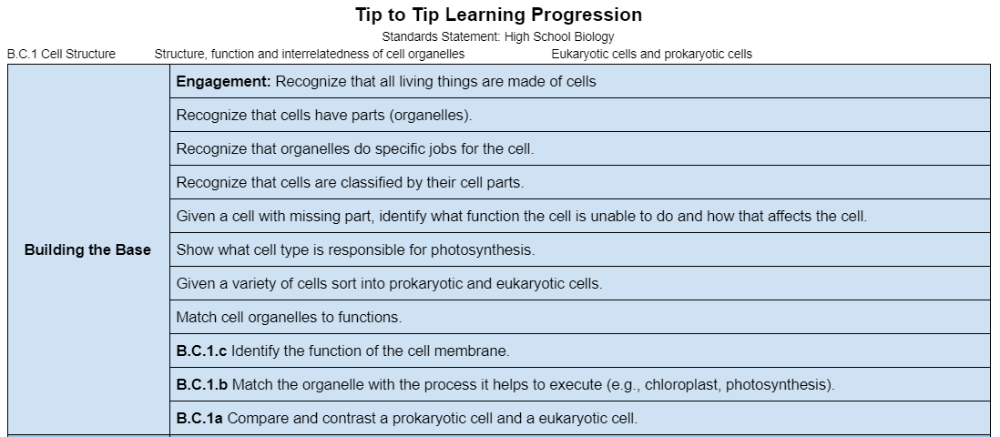 Tip to Tip Learning Progression
Standards Statement: High School Biology
B.C.1 Cell Structure Structure, function and interrelatedness of cell organelles Eukaryotic cells and prokaryotic cells
Engagement: Recognize that all living things are made of cells
Recognize that cells have parts (organelles).
Recognize that organelles do specific jobs for the cell.
Recognize that cells are classified by their cell parts.
Given a cell with missing part, identify what function the cell is unable to do and how that affects the cell.
Building the Base
Show what cell type is responsible for photosynthesis.
Given a variety of cells sort into prokaryotic and eukaryotic cells.
Match cell organelles to functions.
B.C.1.c Identify the function of the cell membrane.
B.C.1.b Match the organelle with the process it helps to execute (e.g., chloroplast, photosynthesis).
B.C.1a Compare and contrast a prokaryotic cell and a eukaryotic cell.